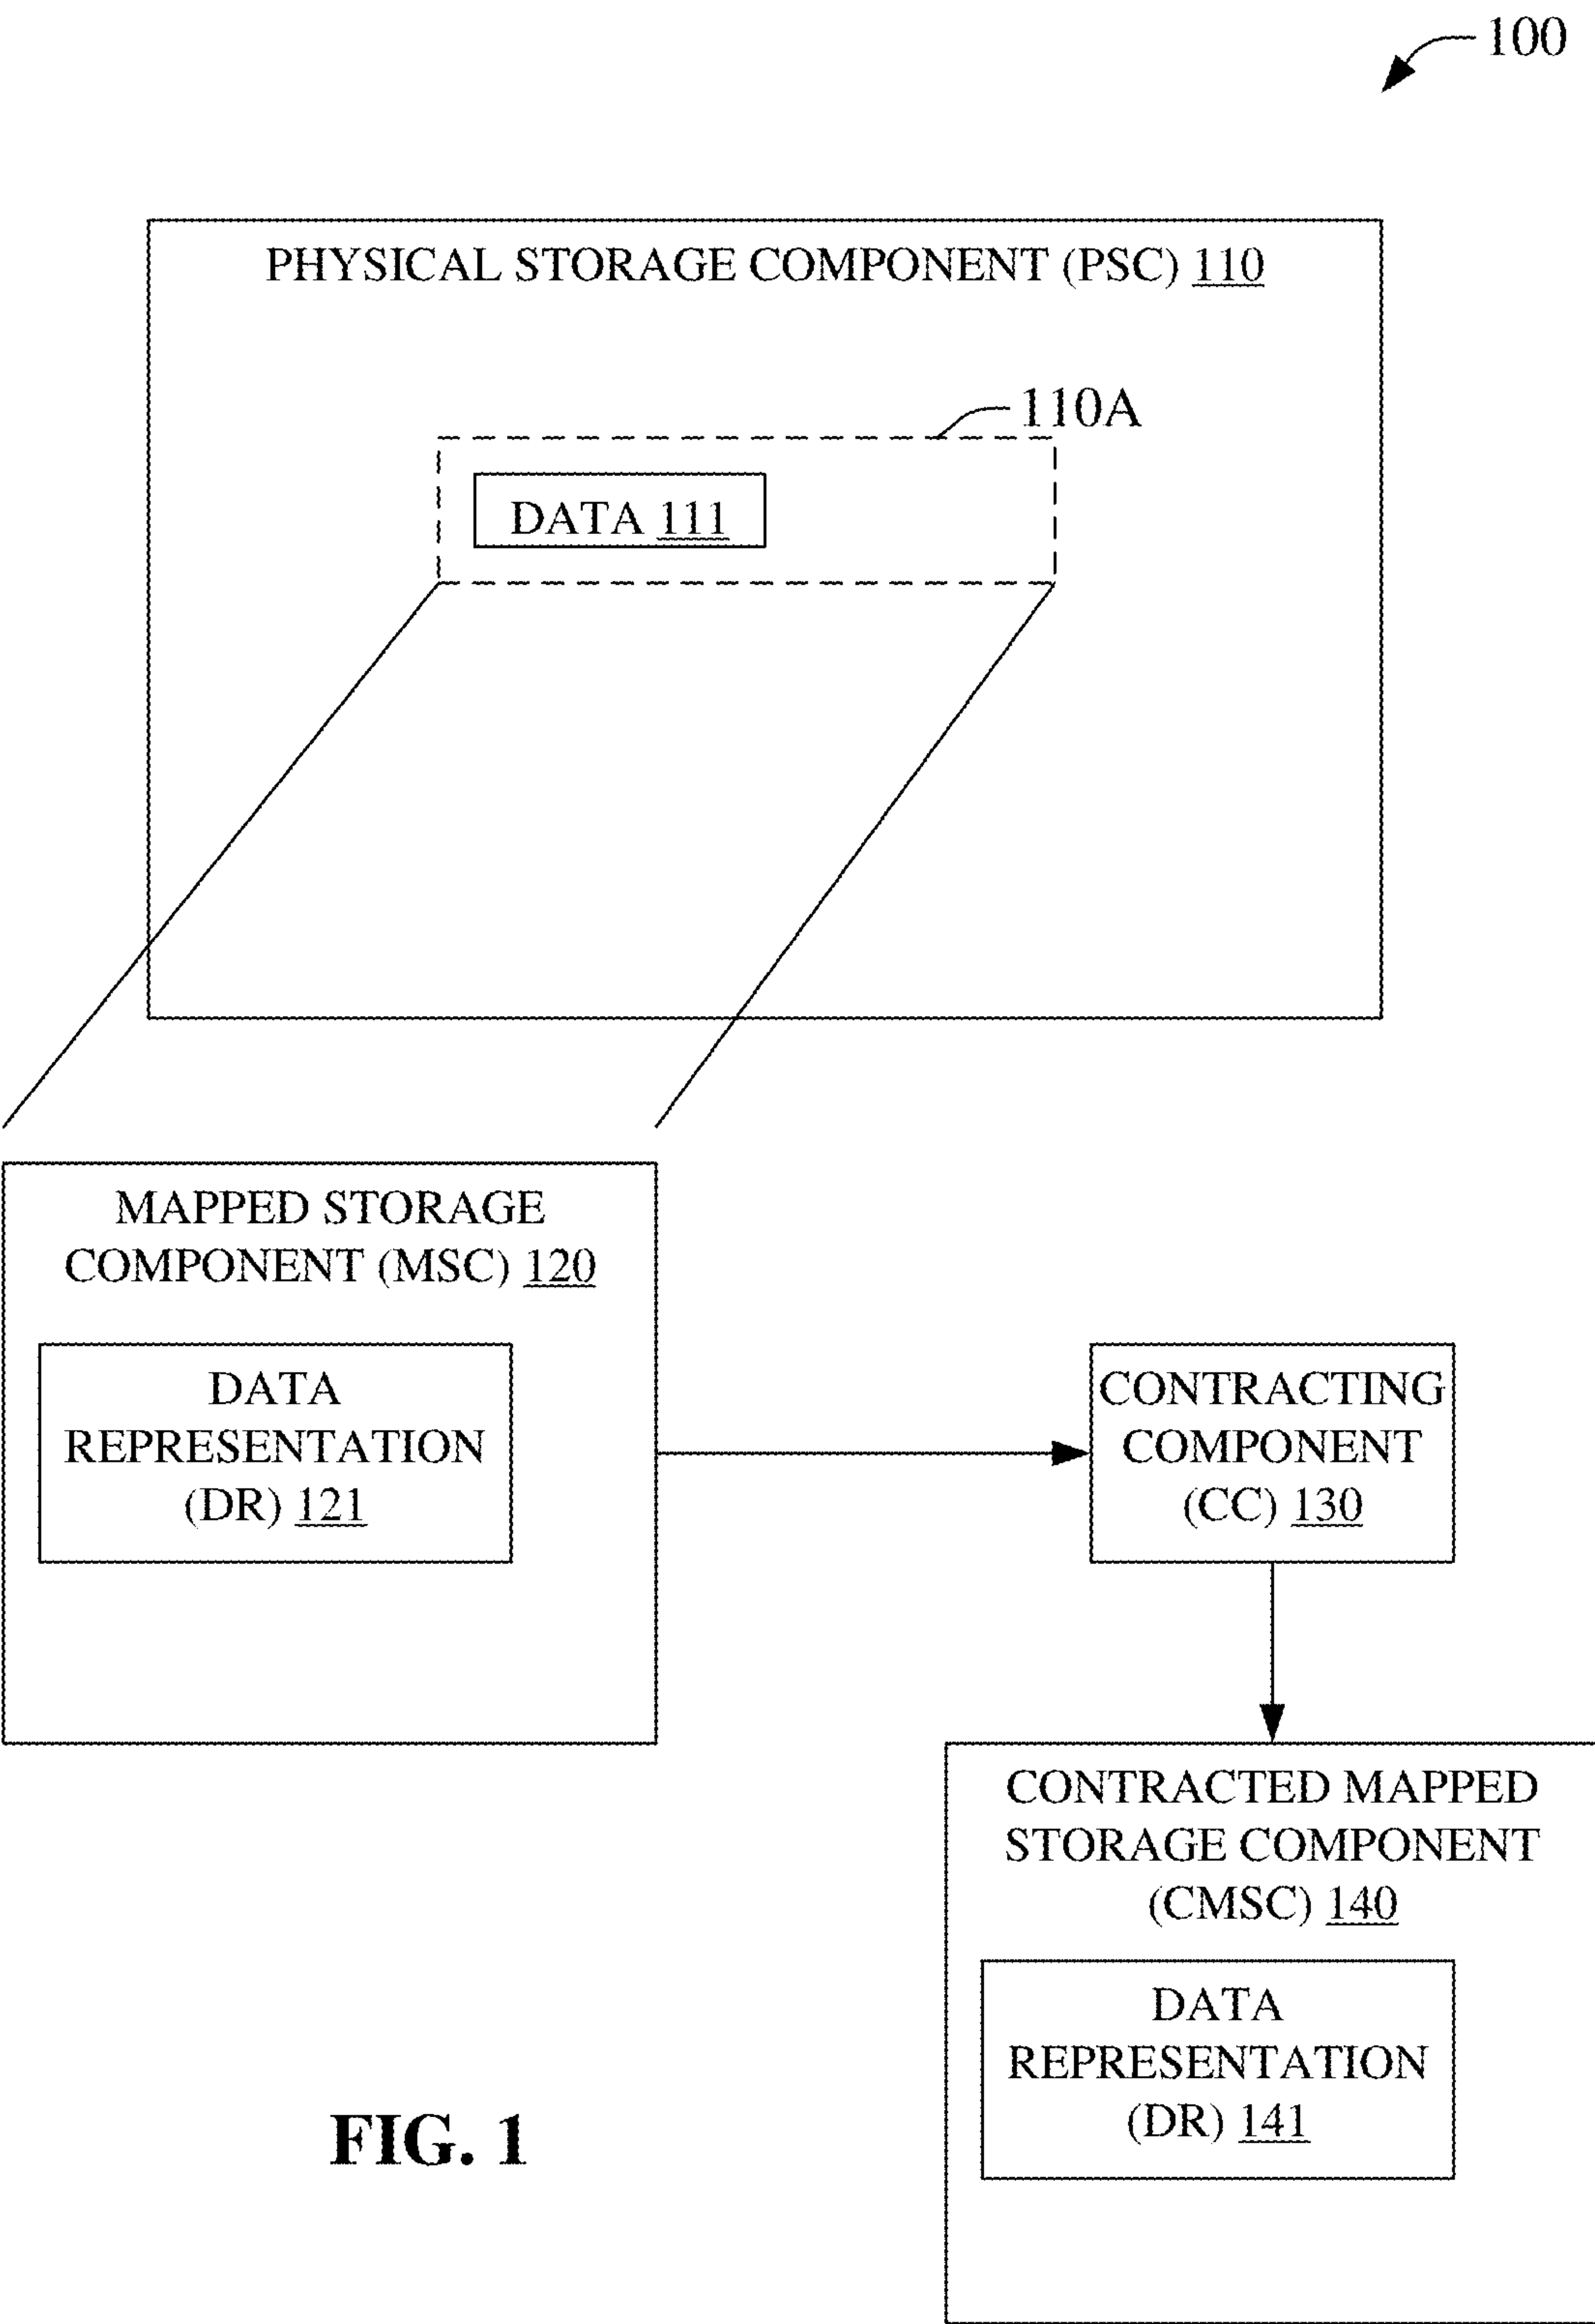 100
PHYSICAL STORAGE COMPONENT (PSC) 110
110A
DATA 111
MAPPED STORAGE
COMPONENT (MSC) 120
DATA
REPRESENTATION
(DR) 121
CONTRACTING
COMPONENT
(CC) 130
CONTRACTED MAPPED
STORAGE COMPONENT
(CMSC) 140
DATA
REPRESENTATION
(DR) 141
FIG. 1